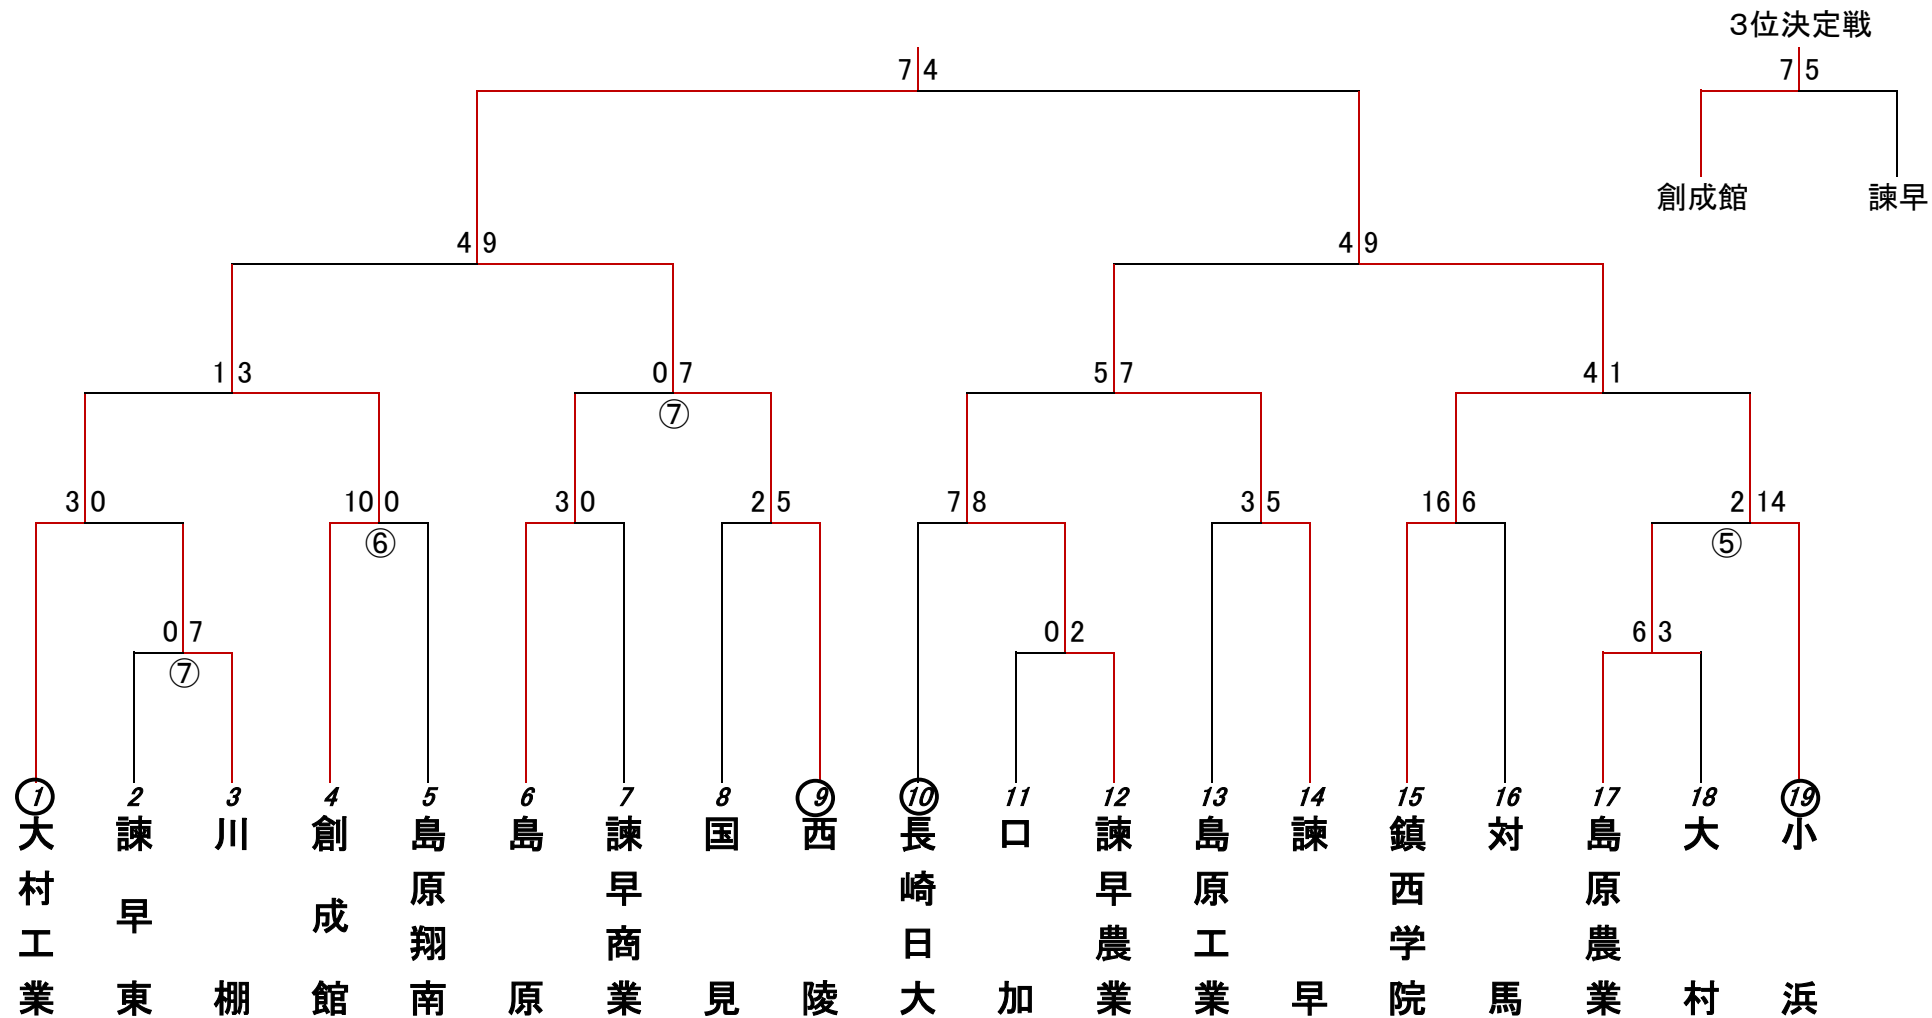 3位決定戦
7 4
7 5
創成館
諫早
4 9
4 9
1 3
0 7
5 7
4 1
⑦
3 0
10 0
3 0
2 5
7 8
3 5
16 6
2 14
⑥
⑤
0 7
0 2
6 3
⑦
1 大村工業
2 諫早東
3 川棚
4 創成館
5 島原翔南
6 島原
7 諫早商業
8 国見
9 西陵
10 長崎日大
11 口加
12 諫早農業
13 島原工業
14 諫早
15 鎮西学院
16 対馬
17 島原農業
18 大村
19 小浜